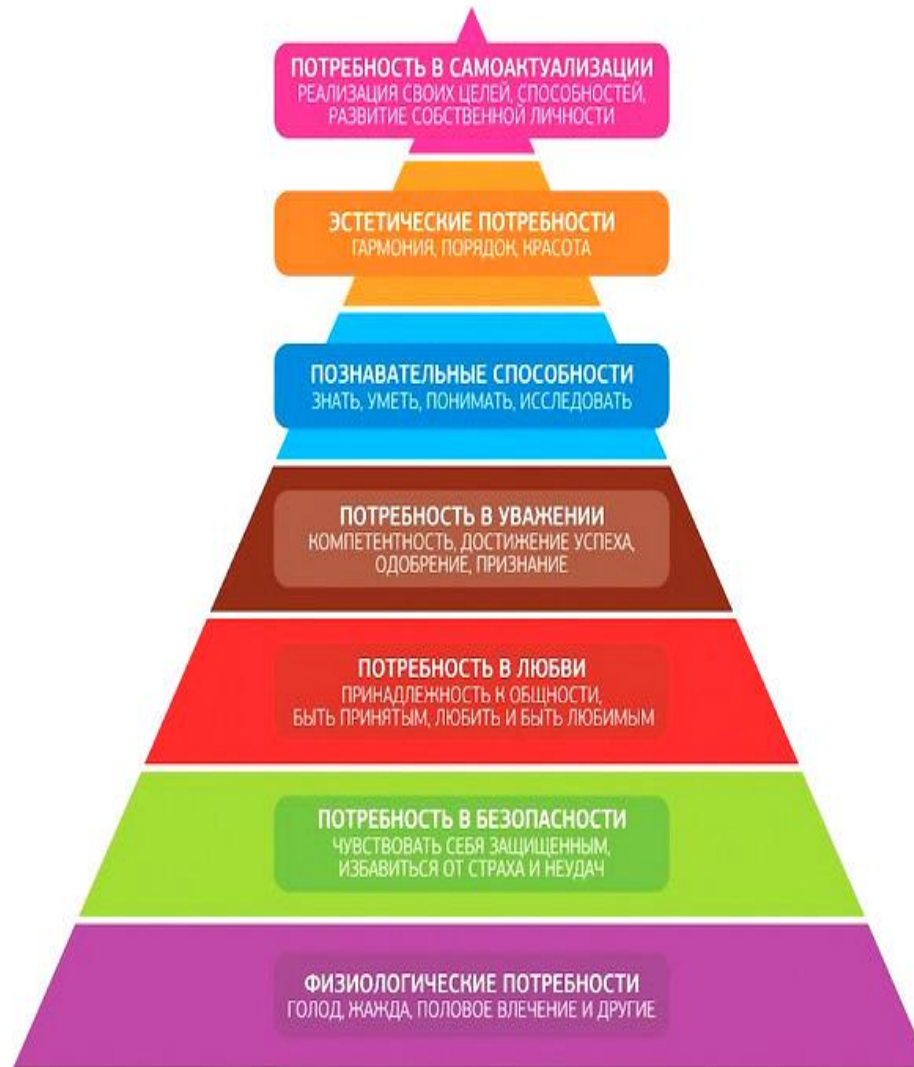 ПОТРЕБНОСТЬ В САМОАКТУАЛИЗАЦИИ
РЕАЛИЗАЦИЯ СВОИХ ЦЕЛЕЙ, СПОСОБНОСТЕЙ,
РАЗВИТИЕ СОБСТВЕННОЙ ЛИЧНОСТИ
ЭСТЕТИЧЕСКИЕ ПОТРЕБНОСТИ
ГАРМОНИЯ, ПОРЯДОК, КРАСОТА
ПОЗНАВАТЕЛЬНЫЕ СПОСОБНОСТИ
ЗНАТЬ, УМЕТЬ, ПОНИМАТЬ, ИССЛЕДОВАТЬ
ПОТРЕБНОСТЬ В УВАЖЕНИИ
КОМПЕТЕНТНОСТЬ, ДОСТИЖЕНИЕ УСПЕХА,
ОДОБРЕНИЕ, ПРИЗНАНИЕ
ПОТРЕБНОСТЬ В ЛЮБВИ
ПРИНАДЛЕЖНОСТЬ К ОБЩНОСТИ,
БЫТЬ ПРИНЯТЫМ, ЛЮБИТЬ И БЫТЬ ЛЮБИМЫМ
ПОТРЕБНОСТЬ В БЕЗОПАСНОСТИ
ЧУВСТВОВАТЬ СЕБЯ ЗАЩИЩЕННЫМ,
ИЗБАВИТЬСЯ ОТ СТРАХА И НЕУДАЧ
ФИЗИОЛОГИЧЕСКИЕ ПОТРЕБНОСТИ
ГОЛОД, ЖАЖДА, ПОЛОВОЕ ВЛЕЧЕНИЕ И ДРУГИЕ